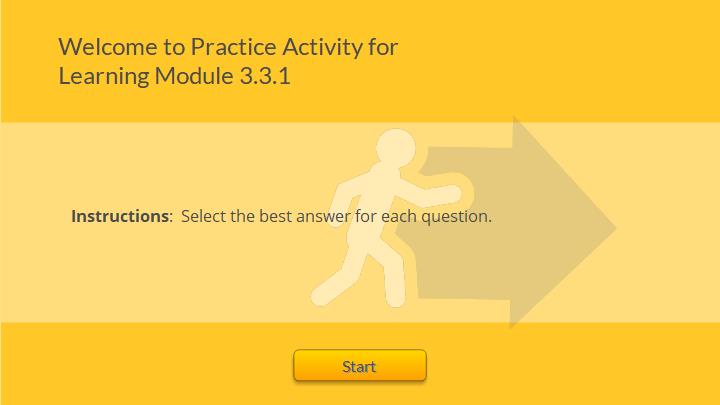 Welcome to Practice Activity for
Learning Module 3.3.1
Instructions: Select the best answer for each question.
Start